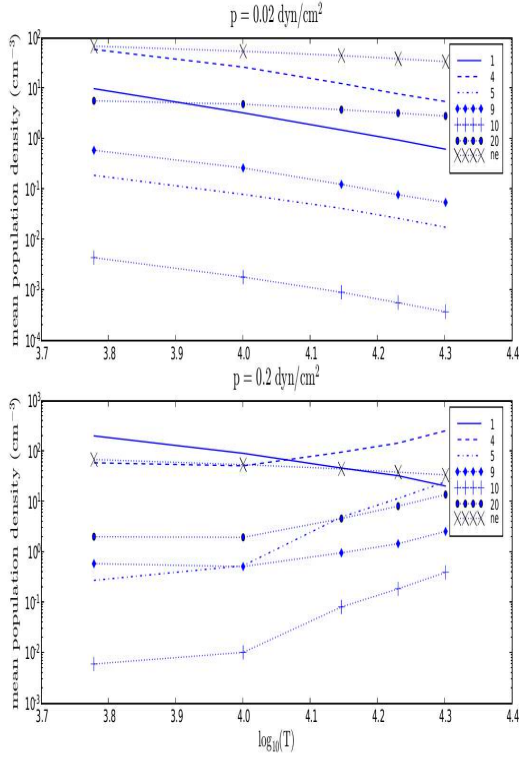 p = 0.02 dyn/cm²
mean population density (cm⁻³)
10²
10¹
10⁰
10⁻¹
10⁻²
10⁻³
10⁻⁴
3.7 3.8 3.9 4.0 4.1 4.2 4.3 4.4
1
4
5
9
10
20
ne
p = 0.2 dyn/cm²
mean population density (cm⁻³)
10³
10²
10¹
10⁰
10⁻¹
10⁻²
10⁻³
3.7 3.8 3.9 4.0 4.1 4.2 4.3 4.4
1
4
5
9
10
20
ne
log₁₀(T)